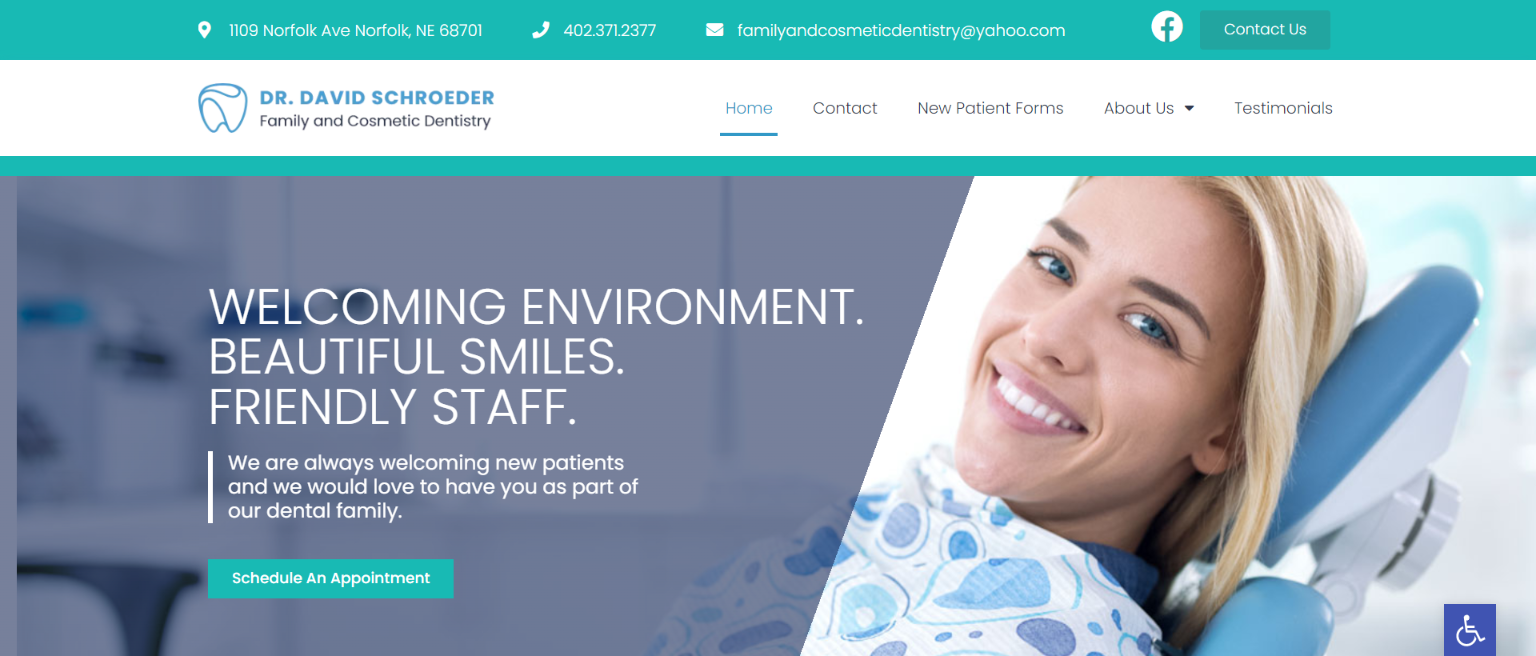 1109 Norfolk Ave Norfolk, NE 68701
402.371.2377
familyandcosmeticdentistry@yahoo.com
Contact Us
DR. DAVID SCHROEDER
Family and Cosmetic Dentistry
Home
Contact
New Patient Forms
About Us
Testimonials
WELCOMING ENVIRONMENT.
BEAUTIFUL SMILES.
FRIENDLY STAFF.
We are always welcoming new patients
and we would love to have you as part of
our dental family.
Schedule An Appointment